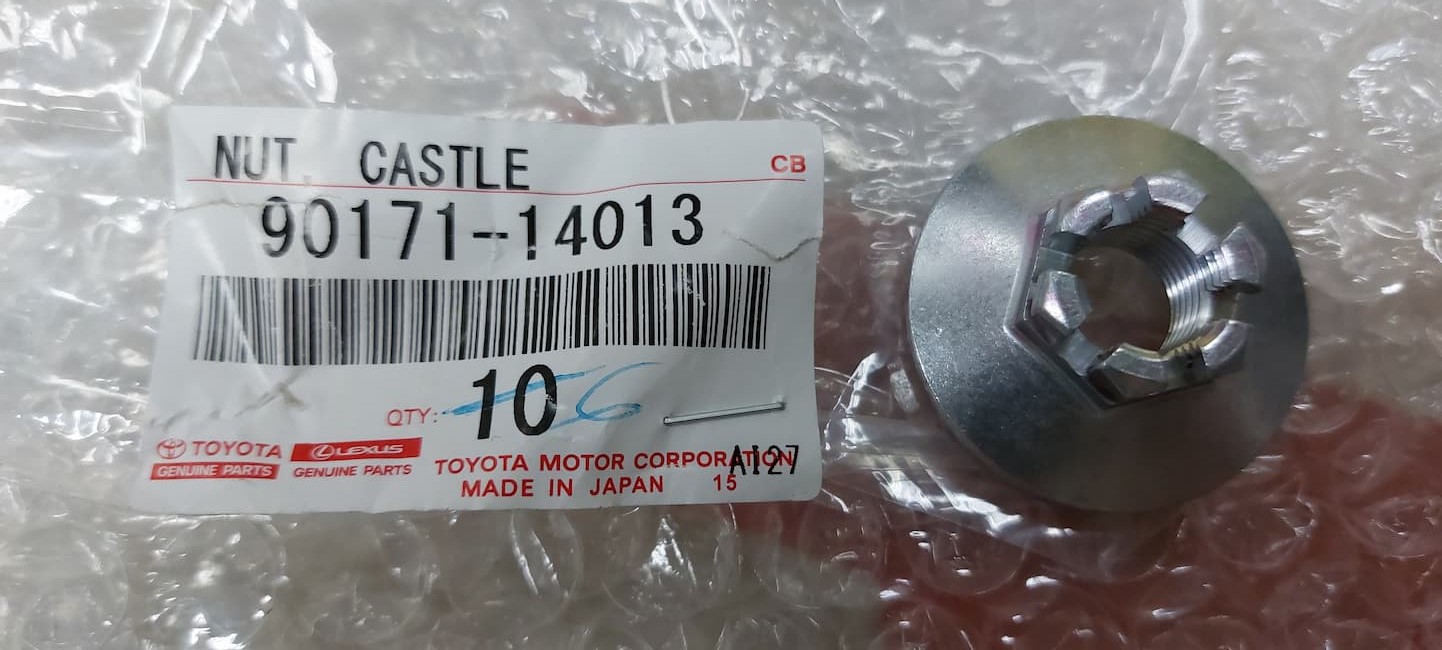 NUT, CASTLE
CB
90171-14013
QTY: 10 6
TOYOTA LEXUS
GENUINE PARTS GENUINE PARTS
TOYOTA MOTOR CORPORATION
AI27
MADE IN JAPAN 15